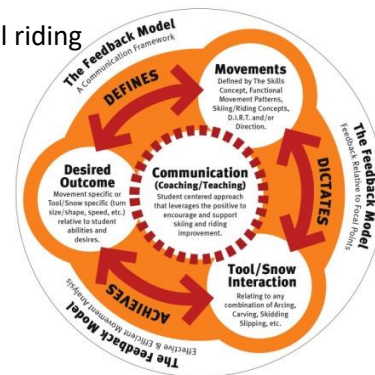 l riding
The Feedback Model
A Communication Framework
DEFINES
Movements
Defined by The Skills
Concept, Functional
Movement Patterns,
Skiing/Riding Concepts,
D.I.R.T. and/or
Direction.
The Feedback Model
Feedback Relative to Focal Points
DICTATES
Desired
Outcome
Movement specific or
Tool/Snow specific (turn
size/shape, speed, etc.)
relative to student
abilities and
desires.
Communication
(Coaching/Teaching)
Student centered approach
that leverages the positive to
encourage and support
skiing and riding
improvement.
Tool/Snow
Interaction
Relating to any
combination of Arcing,
Carving, Skidding
Slipping, etc.
ACHIEVES
The Feedback Model
Effective & Efficient Movement Analysis